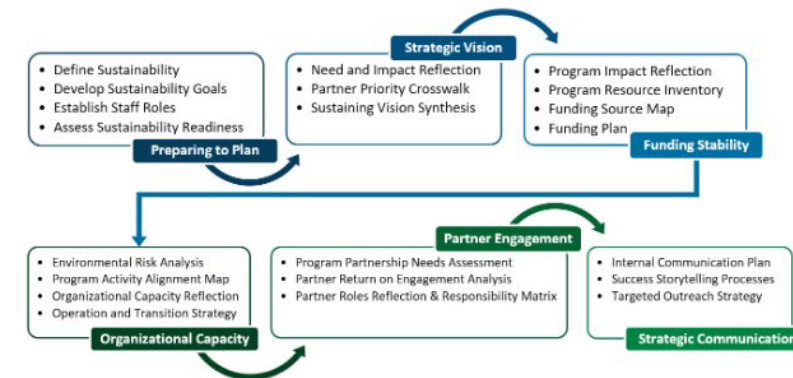 Strategic Vision
• Define Sustainability
• Develop Sustainability Goals
• Establish Staff Roles
• Assess Sustainability Readiness
Preparing to Plan
• Need and Impact Reflection
• Partner Priority Crosswalk
• Sustaining Vision Synthesis
• Program Impact Reflection
• Program Resource Inventory
• Funding Source Map
• Funding Plan
Funding Stability
• Environmental Risk Analysis
• Program Activity Alignment Map
• Organizational Capacity Reflection
• Operation and Transition Strategy
Organizational Capacity
Partner Engagement
• Program Partnership Needs Assessment
• Partner Return on Engagement Analysis
• Partner Roles Reflection & Responsibility Matrix
• Internal Communication Plan
• Success Storytelling Processes
• Targeted Outreach Strategy
Strategic Communication